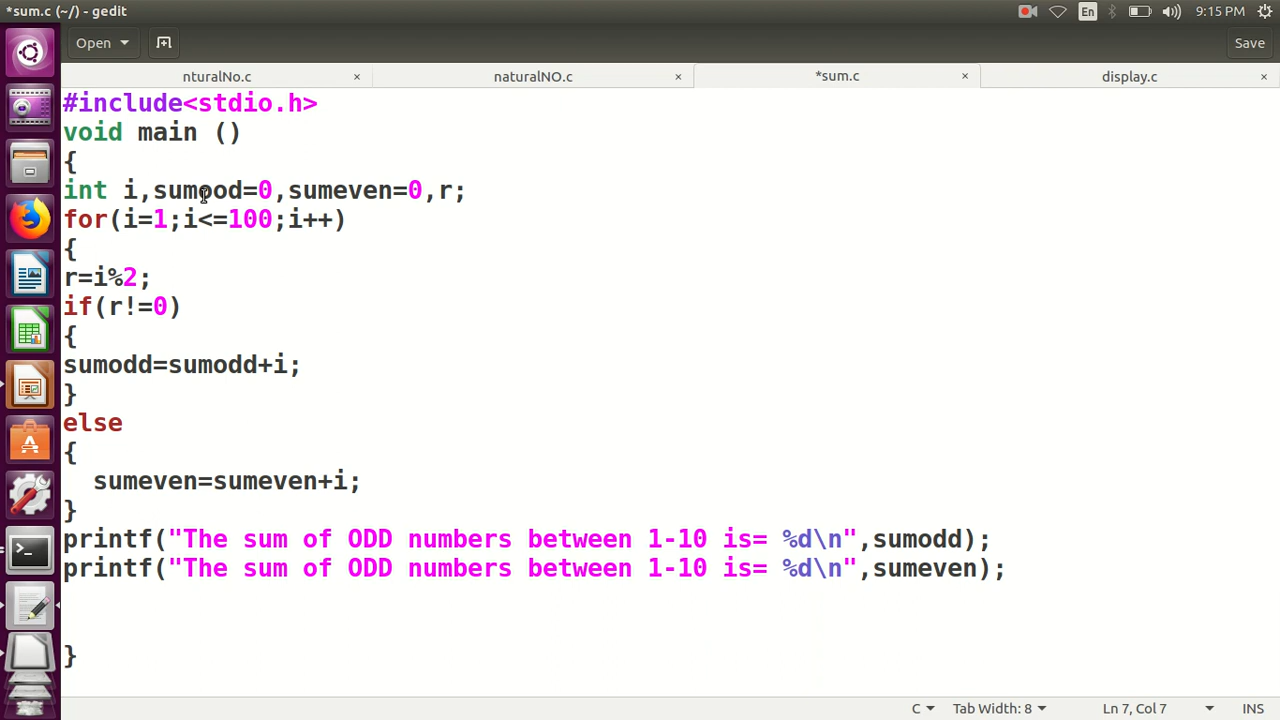 *sum.c (~/) - gedit
En
9:15 PM
Open
Save
nturalNo.c × naturalNO.c × *sum.c × display.c ×
#include<stdio.h>
void main ()
{
int i,sumood=0,sumeven=0,r;
for(i=1;i<=100;i++)
{
r=i%2;
if(r!=0)
{
sumodd=sumodd+i;
}
else
{
sumeven=sumeven+i;
}
printf("The sum of ODD numbers between 1-10 is= %d\n",sumodd);
printf("The sum of ODD numbers between 1-10 is= %d\n",sumeven);
}
C Tab Width: 8 Ln 7, Col 7 INS